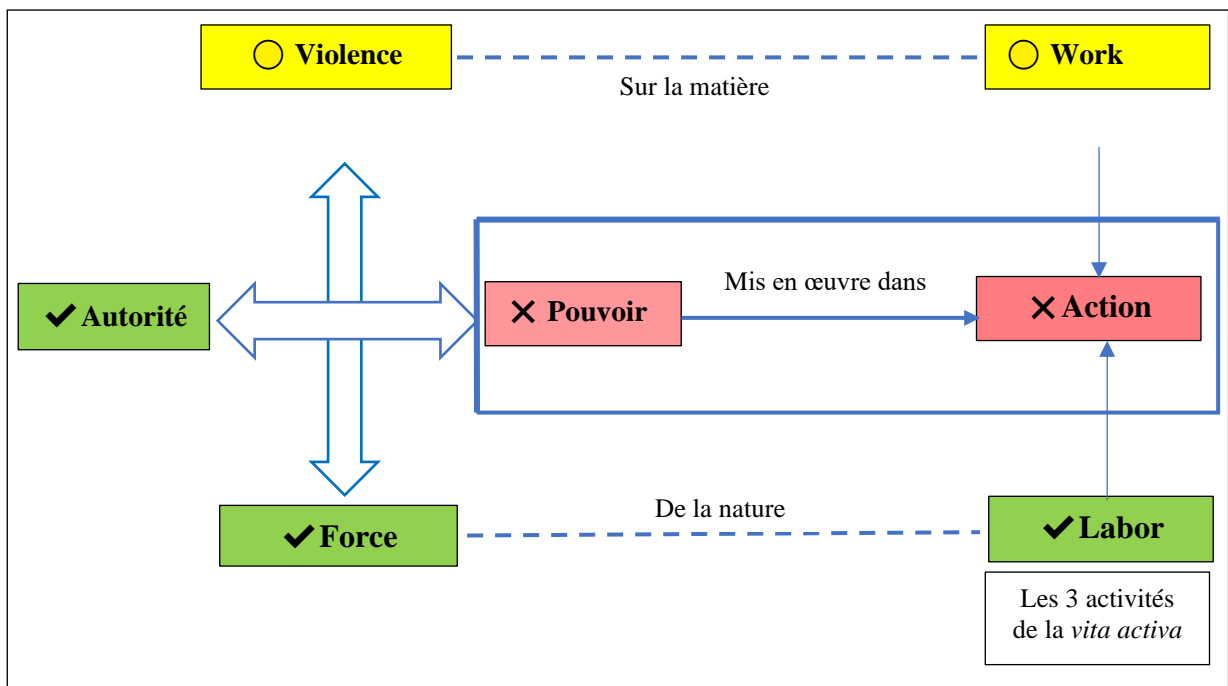 ◯ Violence
◯ Work
Sur la matière
✔ Autorité
✕ Pouvoir
Mis en œuvre dans
✕ Action
✔ Force
De la nature
✔ Labor
Les 3 activités
de la vita activa